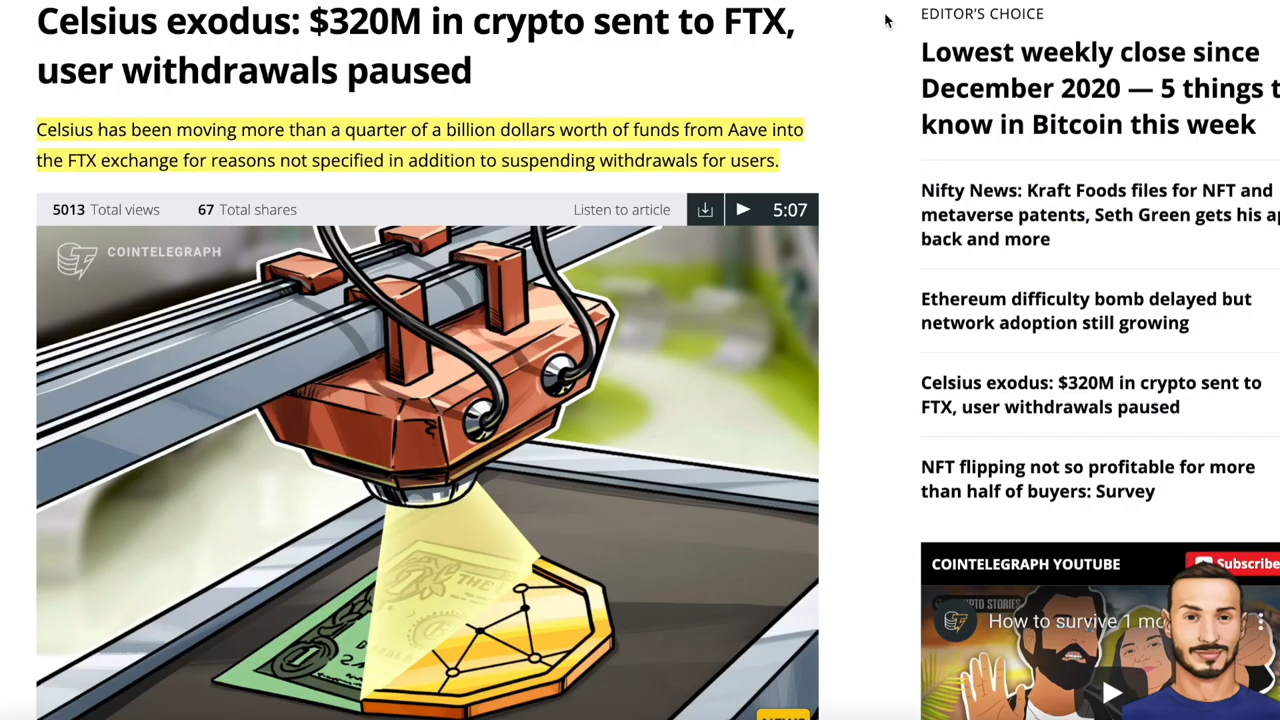 Celsius exodus: $320M in crypto sent to FTX,
user withdrawals paused
Celsius has been moving more than a quarter of a billion dollars worth of funds from Aave into
the FTX exchange for reasons not specified in addition to suspending withdrawals for users.
5013 Total views 67 Total shares Listen to article 5:07
COINTELEGRAPH
THE
NEWS
EDITOR'S CHOICE
Lowest weekly close since
December 2020 — 5 things t
know in Bitcoin this week
Nifty News: Kraft Foods files for NFT and
metaverse patents, Seth Green gets his a
back and more
Ethereum difficulty bomb delayed but
network adoption still growing
Celsius exodus: $320M in crypto sent to
FTX, user withdrawals paused
NFT flipping not so profitable for more
than half of buyers: Survey
COINTELEGRAPH YOUTUBE Subscribe
CRYPTO STORIES
How to survive 1 mo